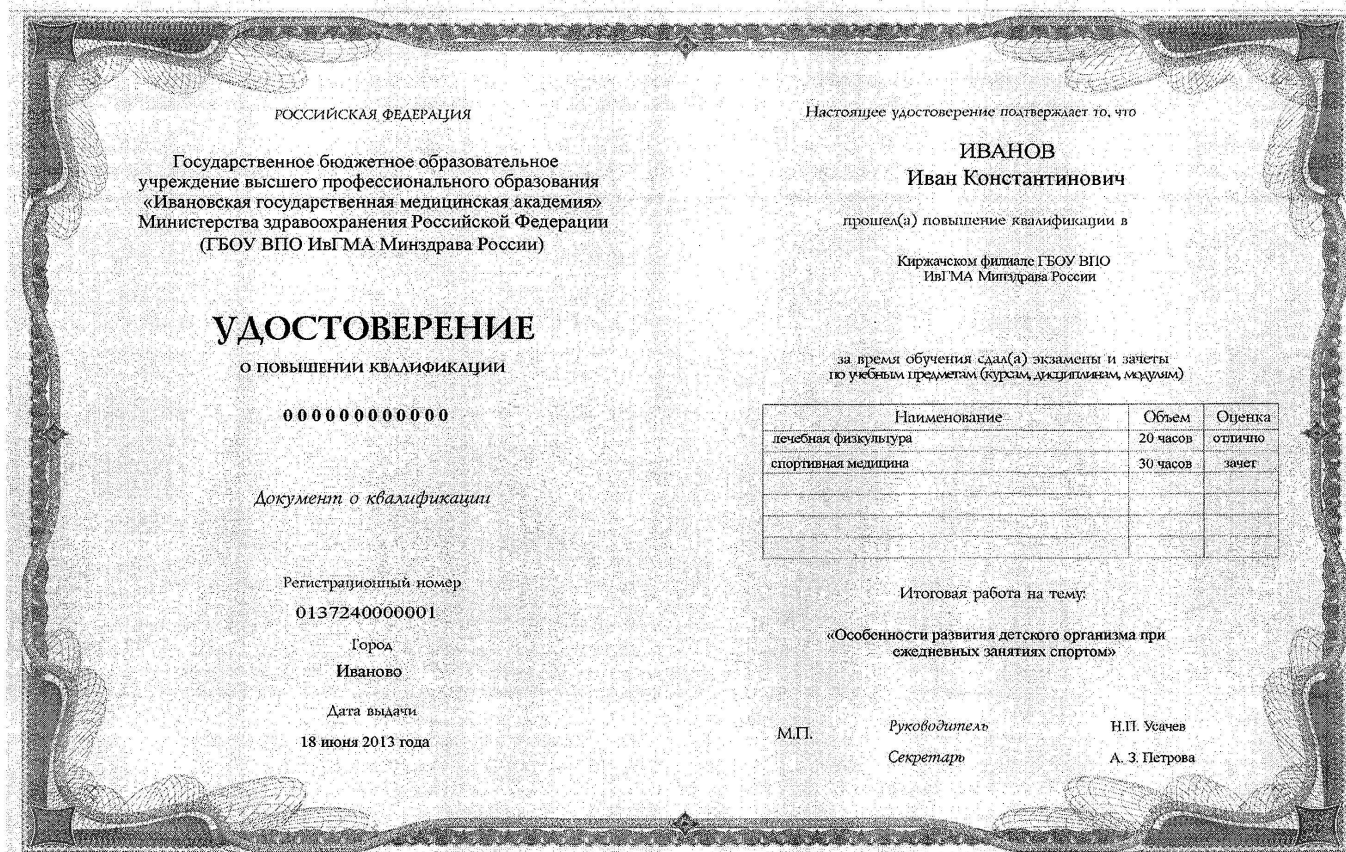 РОССИЙСКАЯ ФЕДЕРАЦИЯ
Государственное бюджетное образовательное
учреждение высшего профессионального образования
«Ивановская государственная медицинская академия»
Министерства здравоохранения Российской Федерации
(ГБОУ ВПО ИвГМА Минздрава России)
УДОСТОВЕРЕНИЕ
О ПОВЫШЕНИИ КВАЛИФИКАЦИИ
000000000000
Документ о квалификации
Регистрационный номер
0137240000001
Город
Иваново
Дата выдачи
18 июня 2013 года
Настоящее удостоверение подтверждает то, что
ИВАНОВ
Иван Константинович
прошел(а) повышение квалификации в
Киржачском филиале ГБОУ ВПО
ИвГМА Минздрава России
за время обучения сдал(а) экзамены и зачеты
по учебным предметам (курсам, дисциплинам, модулям)
Наименование Объем Оценка
лечебная физкультура 20 часов отлично
спортивная медицина 30 часов зачет
Итоговая работа на тему:
«Особенности развития детского организма при
ежедневных занятиях спортом»
М.П. Руководитель Н.П. Усачев
Секретарь А. З. Петрова